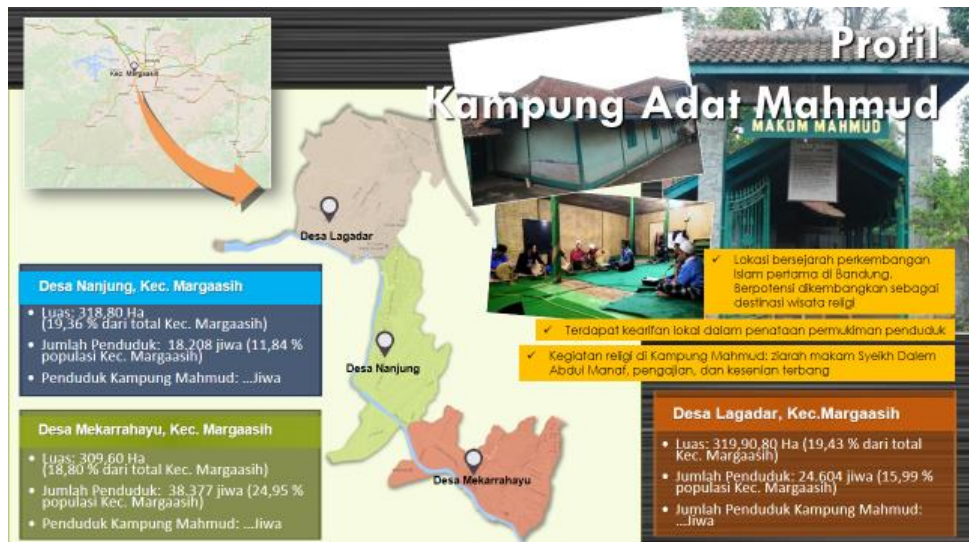 Profil
Kampung Adat Mahmud
Kec. Margaasih
MAKOM MAHMUD
Desa Lagadar
Desa Nanjung
Desa Mekarrahayu
✓ Lokasi bersejarah perkembangan
Islam pertama di Bandung.
Berpotensi dikembangkan sebagai
destinasi wisata religi
✓ Terdapat kearifan lokal dalam penataan permukiman penduduk
✓ Kegiatan religi di Kampung Mahmud: ziarah makam Syeikh Dalem
Abdul Manaf, pengajian, dan kesenian terbang
Desa Nanjung, Kec. Margaasih
• Luas: 318,80 Ha
(19,36 % dari total Kec. Margaasih)
• Jumlah Penduduk: 18.208 jiwa (11,84 %
populasi Kec. Margaasih)
• Penduduk Kampung Mahmud: ...Jiwa
Desa Mekarrahayu, Kec. Margaasih
• Luas: 309,60 Ha
(18,80 % dari total Kec. Margaasih)
• Jumlah Penduduk: 38.377 jiwa (24,95 %
populasi Kec. Margaasih)
• Penduduk Kampung Mahmud: ...Jiwa
Desa Lagadar, Kec.Margaasih
• Luas: 319,90,80 Ha (19,43 % dari total
Kec. Margaasih)
• Jumlah Penduduk: 24.604 jiwa (15,99 %
populasi Kec. Margaasih)
• Jumlah Penduduk Kampung Mahmud:
...Jiwa